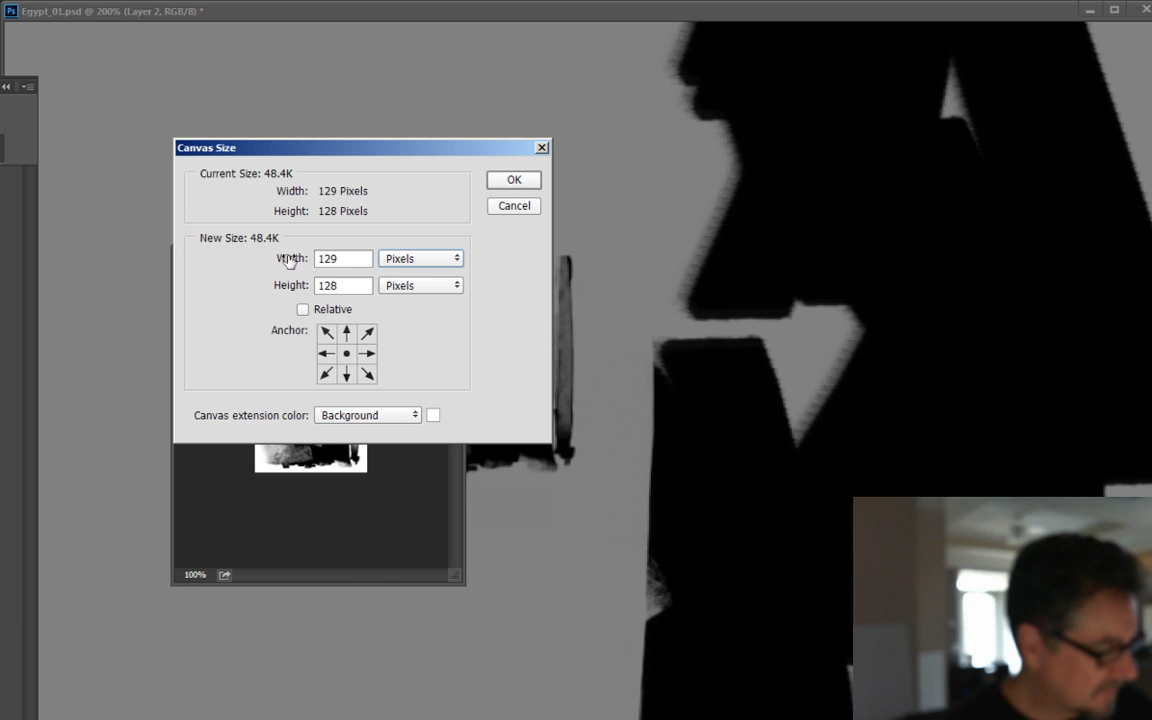 Ps Egypt_01.psd @ 200% (Layer 2, RGB/8) *
Canvas Size
Current Size: 48.4K
OK
Width: 129 Pixels
Cancel
Height: 128 Pixels
New Size: 48.4K
Width: 129 Pixels
Height: 128 Pixels
Relative
Anchor:
Canvas extension color: Background
100%